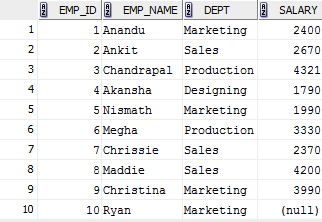 EMP_ID EMP_NAME DEPT SALARY
1 1 Anandu Marketing 2400
2 2 Ankit Sales 2670
3 3 Chandrapal Production 4321
4 4 Akansha Designing 1790
5 5 Nismath Marketing 1990
6 6 Megha Production 3330
7 7 Chrissie Sales 2370
8 8 Maddie Sales 4200
9 9 Christina Marketing 3990
10 10 Ryan Marketing (null)